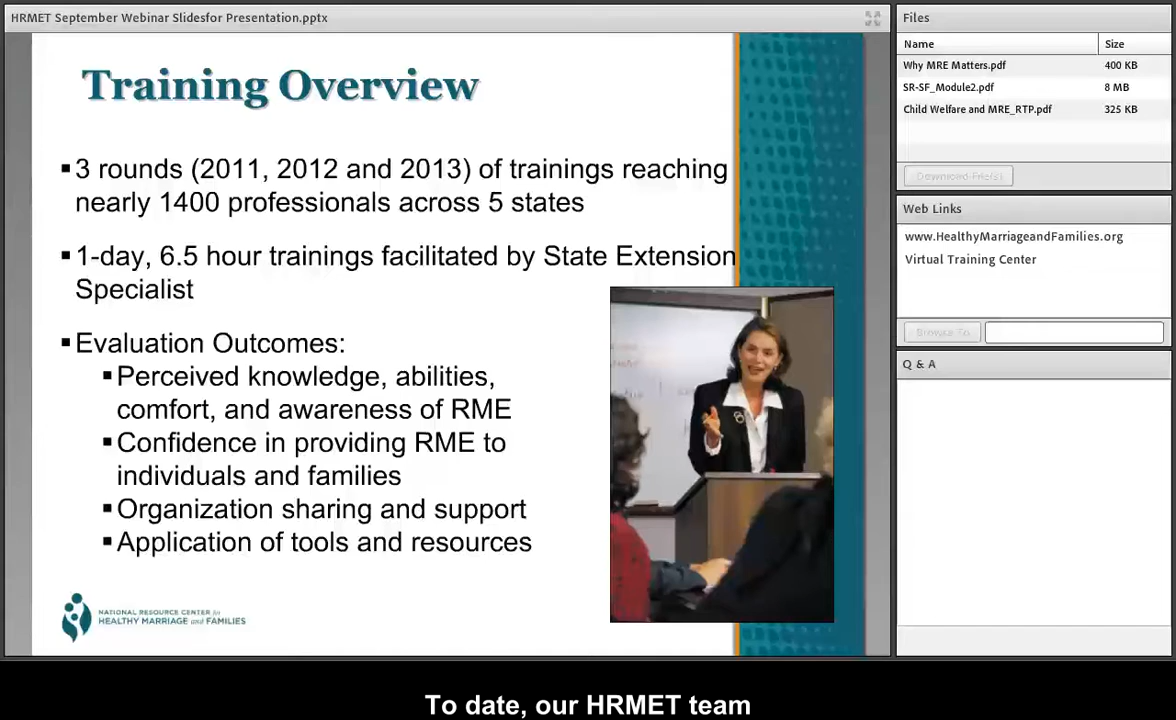 HRMET September Webinar Slidesfor Presentation.pptx
Training Overview
▪3 rounds (2011, 2012 and 2013) of trainings reaching
nearly 1400 professionals across 5 states
▪1-day, 6.5 hour trainings facilitated by State Extension
Specialist
▪Evaluation Outcomes:
▪Perceived knowledge, abilities,
comfort, and awareness of RME
▪Confidence in providing RME to
individuals and families
▪Organization sharing and support
▪Application of tools and resources
NATIONAL RESOURCE CENTER for
HEALTHY MARRIAGE and FAMILIES
Files
Name Size
Why MRE Matters.pdf 400 KB
SR-SF_Module2.pdf 8 MB
Child Welfare and MRE_RTP.pdf 325 KB
Download File(s)
Web Links
www.HealthyMarriageandFamilies.org
Virtual Training Center
Browse To
Q & A
To date, our HRMET team